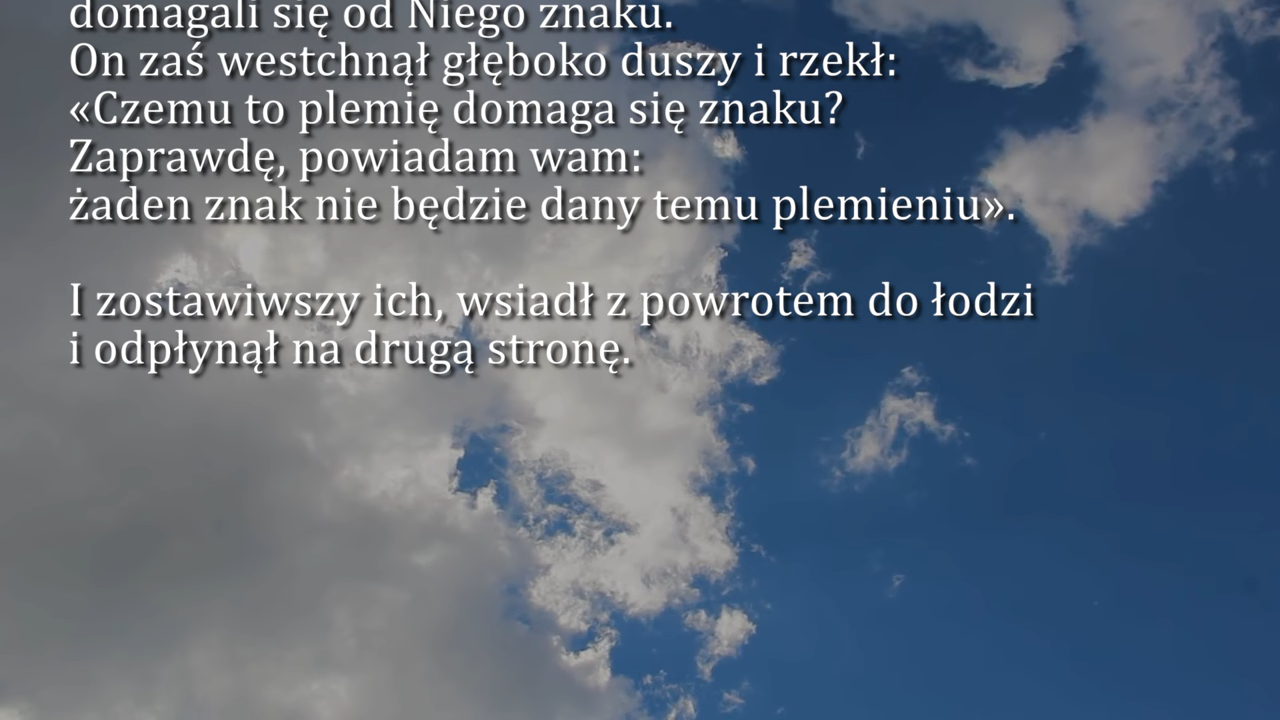 domagali się od Niego znaku.
On zaś westchnął głęboko duszy i rzekł:
«Czemu to plemię domaga się znaku?
Zaprawdę, powiadam wam:
żaden znak nie będzie dany temu plemieniu».
I zostawiwszy ich, wsiadł z powrotem do łodzi
i odpłynął na drugą stronę.